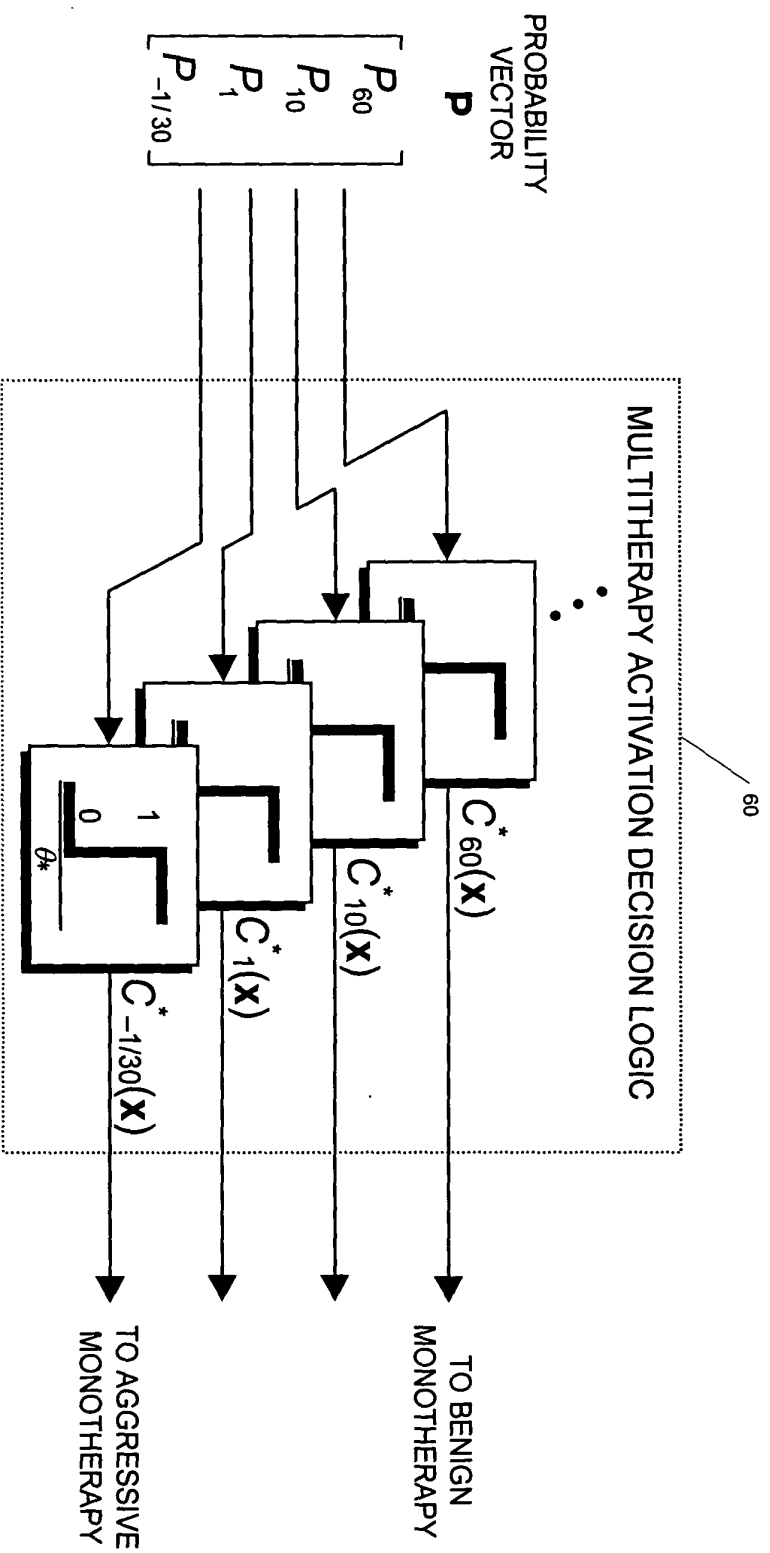 PROBABILITY
VECTOR
P
P60
P10
P1
P−1/30
MULTITHERAPY ACTIVATION DECISION LOGIC
60
C*60(x)
C*10(x)
C*1(x)
C*−1/30(x)
1
0
θ*
TO BENIGN
MONOTHERAPY
TO AGGRESSIVE
MONOTHERAPY